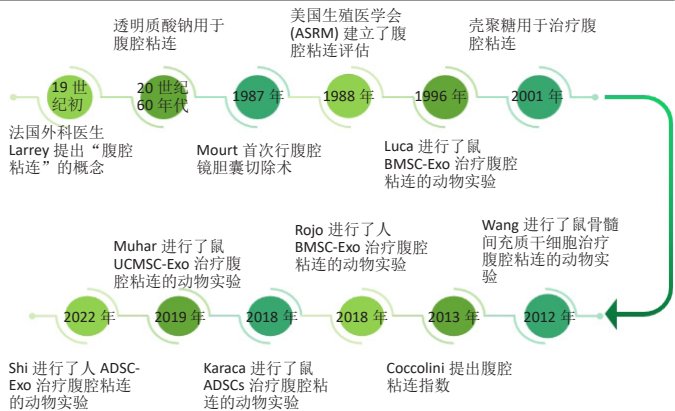 透明质酸钠用于
腹腔粘连
美国生殖医学会
(ASRM) 建立了腹
腔粘连评估
壳聚糖用于治疗腹
腔粘连
19 世
纪初
20 世纪
60 年代
1987 年
1988 年
1996 年
2001 年
法国外科医生
Larrey 提出“腹腔
粘连”的概念
Mourt 首次行腹腔
镜胆囊切除术
Luca 进行了鼠
BMSC-Exo 治疗腹腔
粘连的动物实验
Muhar 进行了鼠
UCMSC-Exo 治疗腹
腔粘连的动物实验
Rojo 进行了人
BMSC-Exo 治疗腹腔
粘连的动物实验
Wang 进行了鼠骨髓
间充质干细胞治疗
腹腔粘连的动物实
验
2022 年
2019 年
2018 年
2018 年
2013 年
2012 年
Shi 进行了人 ADSC-
Exo 治疗腹腔粘连
的动物实验
Karaca 进行了鼠
ADSCs 治疗腹腔粘
连的动物实验
Coccolini 提出腹腔
粘连指数